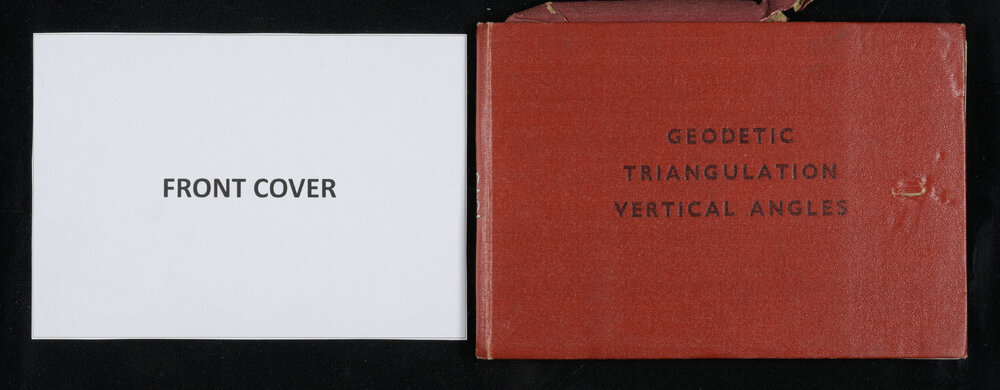 FRONT COVER
GEODETIC
TRIANGULATION
VERTICAL ANGLES